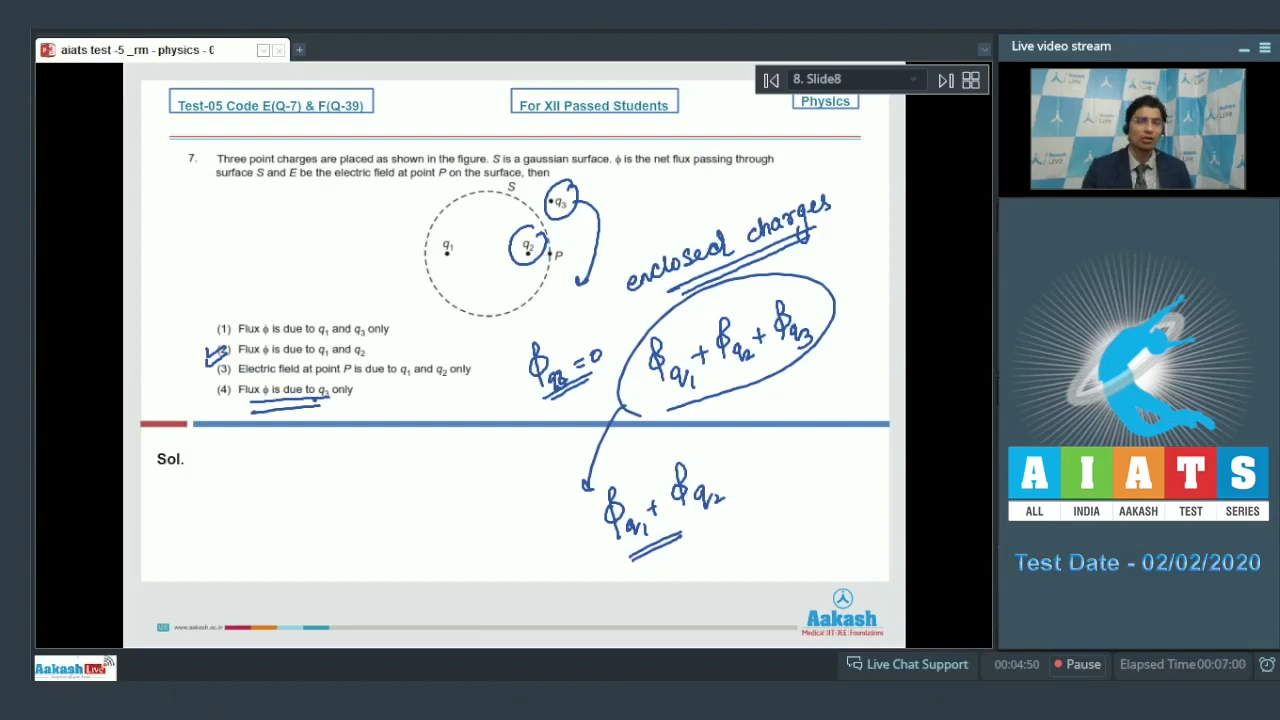 aiats test -5 _rm - physics - 0
Live video stream
8. Slide8
Test-05 Code E(Q-7) & F(Q-39)
For XII Passed Students
Physics
7. Three point charges are placed as shown in the figure. S is a gaussian surface. ϕ is the net flux passing through
surface S and E be the electric field at point P on the surface, then
S
q3
q1
q2
P
enclosed charges
(1) Flux ϕ is due to q1 and q3 only
(2) Flux ϕ is due to q1 and q2
(3) Electric field at point P is due to q1 and q2 only
(4) Flux ϕ is due to q3 only
ϕq3 = 0
ϕq1 + ϕq2 + ϕq3
Sol.
ϕq1 + ϕq2
A I A T S
ALL INDIA AAKASH TEST SERIES
Test Date - 02/02/2020
www.aakash.ac.in
Aakash
Medical | IIT-JEE | Foundations
Aakash Live
Live Chat Support
00:04:50
Pause
Elapsed Time 00:07:00